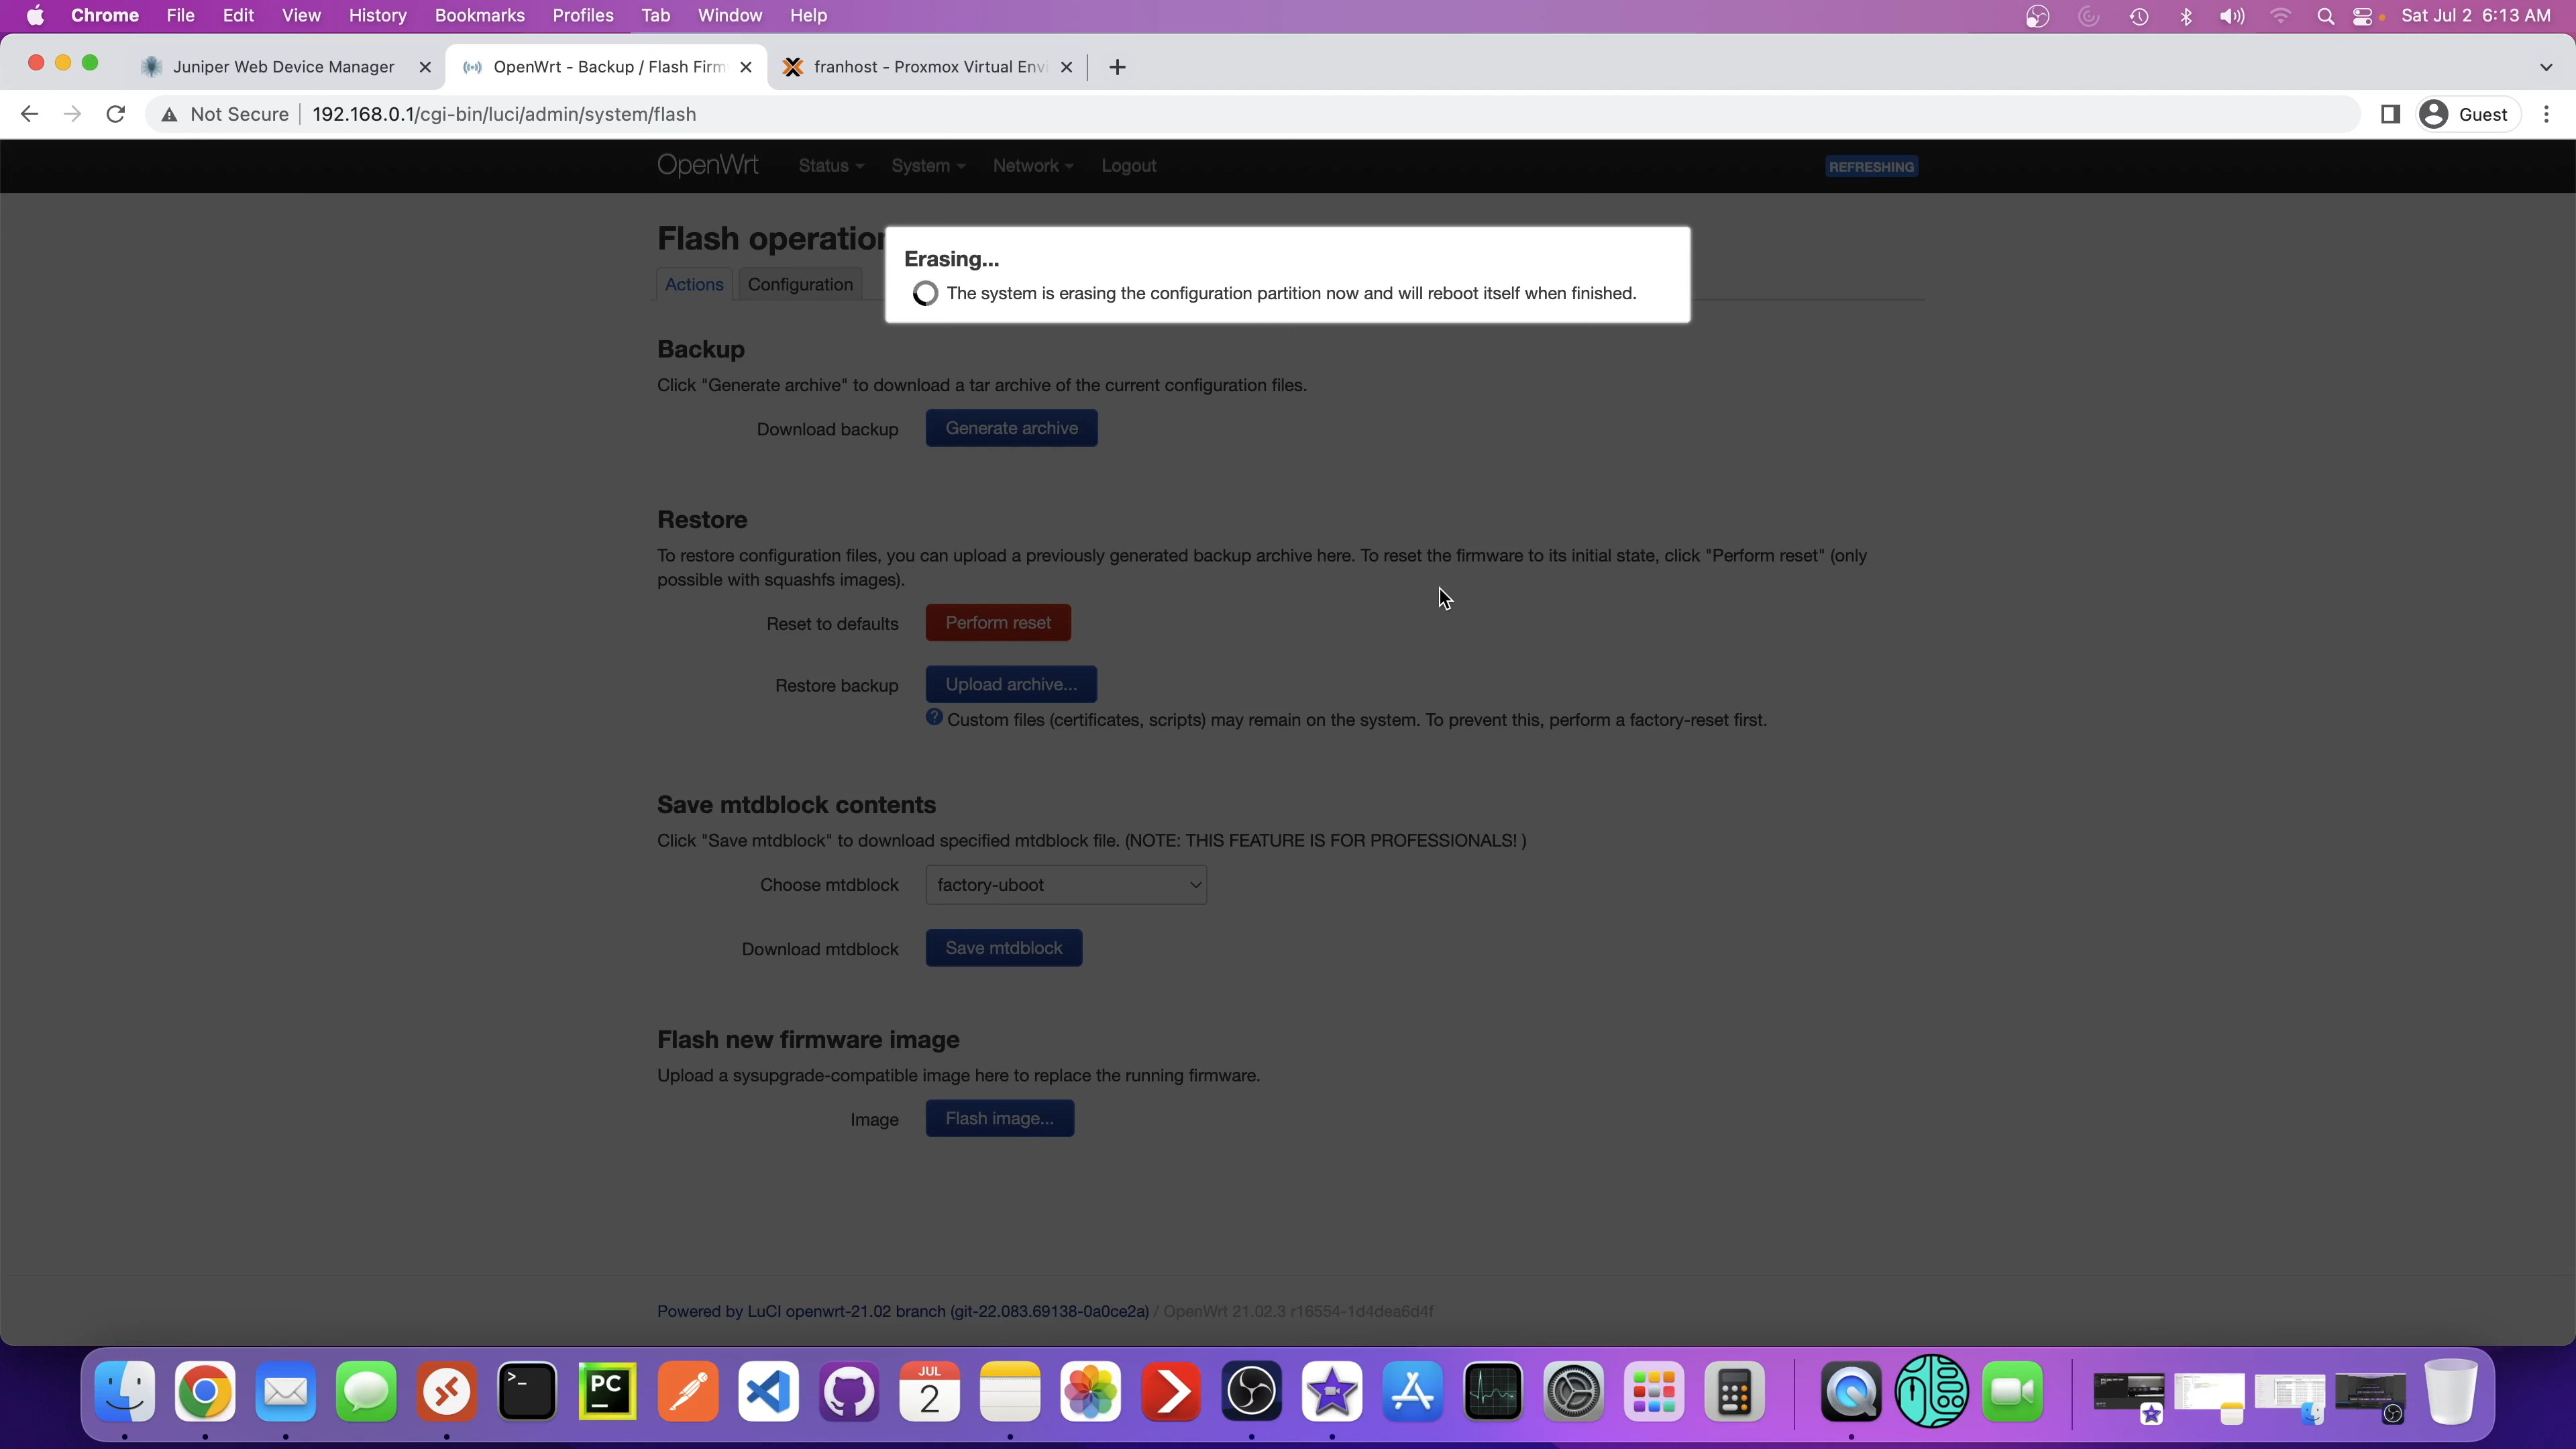 Chrome File Edit View History Bookmarks Profiles Tab Window Help Sat Jul 2 6:13 AM
Juniper Web Device Manager OpenWrt - Backup / Flash Firm franhost - Proxmox Virtual Envi
Not Secure 192.168.0.1/cgi-bin/luci/admin/system/flash Guest
OpenWrt Status System Network Logout REFRESHING
Flash operation
Erasing...
The system is erasing the configuration partition now and will reboot itself when finished.
Actions Configuration
Backup
Click "Generate archive" to download a tar archive of the current configuration files.
Download backup Generate archive
Restore
To restore configuration files, you can upload a previously generated backup archive here. To reset the firmware to its initial state, click "Perform reset" (only
possible with squashfs images).
Reset to defaults Perform reset
Restore backup Upload archive...
? Custom files (certificates, scripts) may remain on the system. To prevent this, perform a factory-reset first.
Save mtdblock contents
Click "Save mtdblock" to download specified mtdblock file. (NOTE: THIS FEATURE IS FOR PROFESSIONALS! )
Choose mtdblock factory-uboot
Download mtdblock Save mtdblock
Flash new firmware image
Upload a sysupgrade-compatible image here to replace the running firmware.
Image Flash image...
Powered by LuCI openwrt-21.02 branch (git-22.083.69138-0a0ce2a) / OpenWrt 21.02.3 r16554-1d4dea6d4f
PC
JUL
2